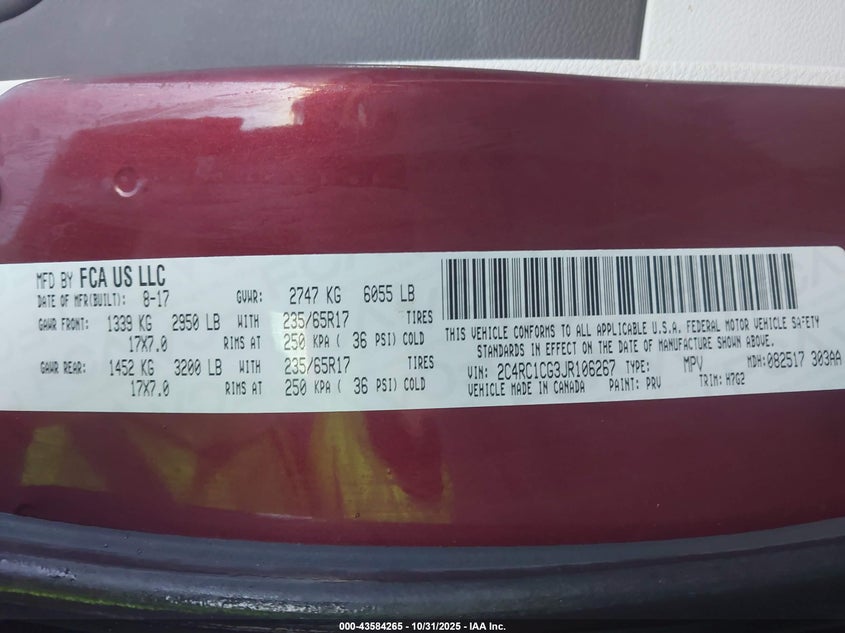 MFD BY FCA US LLC
DATE OF MFR(BUILT): 8-17 GVWR: 2747 KG 6055 LB
GAWR FRONT: 1339 KG 2950 LB WITH 235/65R17 TIRES
17X7.0 RIMS AT 250 KPA ( 36 PSI) COLD
GAWR REAR: 1452 KG 3200 LB WITH 235/65R17 TIRES
17X7.0 RIMS AT 250 KPA ( 36 PSI) COLD
THIS VEHICLE CONFORMS TO ALL APPLICABLE U.S.A. FEDERAL MOTOR VEHICLE SAFETY
STANDARDS IN EFFECT ON THE DATE OF MANUFACTURE SHOWN ABOVE.
VIN: 2C4RC1CG3JR106267 TYPE: MPV MDH:082517 303AA
VEHICLE MADE IN CANADA PAINT: PRV TRIM: H7G2
000-43584265 - 10/31/2025 - IAA Inc.